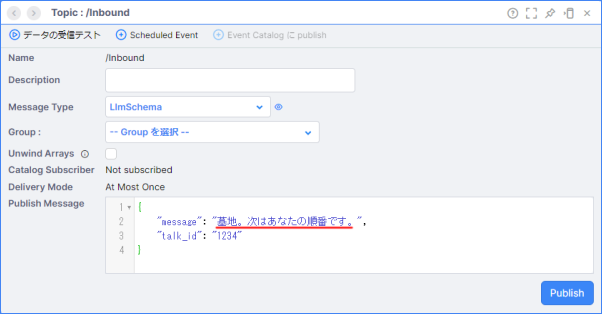 Topic : /Inbound
データの受信テスト Scheduled Event Event Catalog に publish
Name /Inbound
Description
Message Type LlmSchema
Group : -- Group を選択 --
Unwind Arrays
Catalog Subscriber Not subscribed
Delivery Mode At Most Once
Publish Message
1 {
2 "message": "墓地。次はあなたの順番です。",
3 "talk_id": "1234"
4 }
Publish